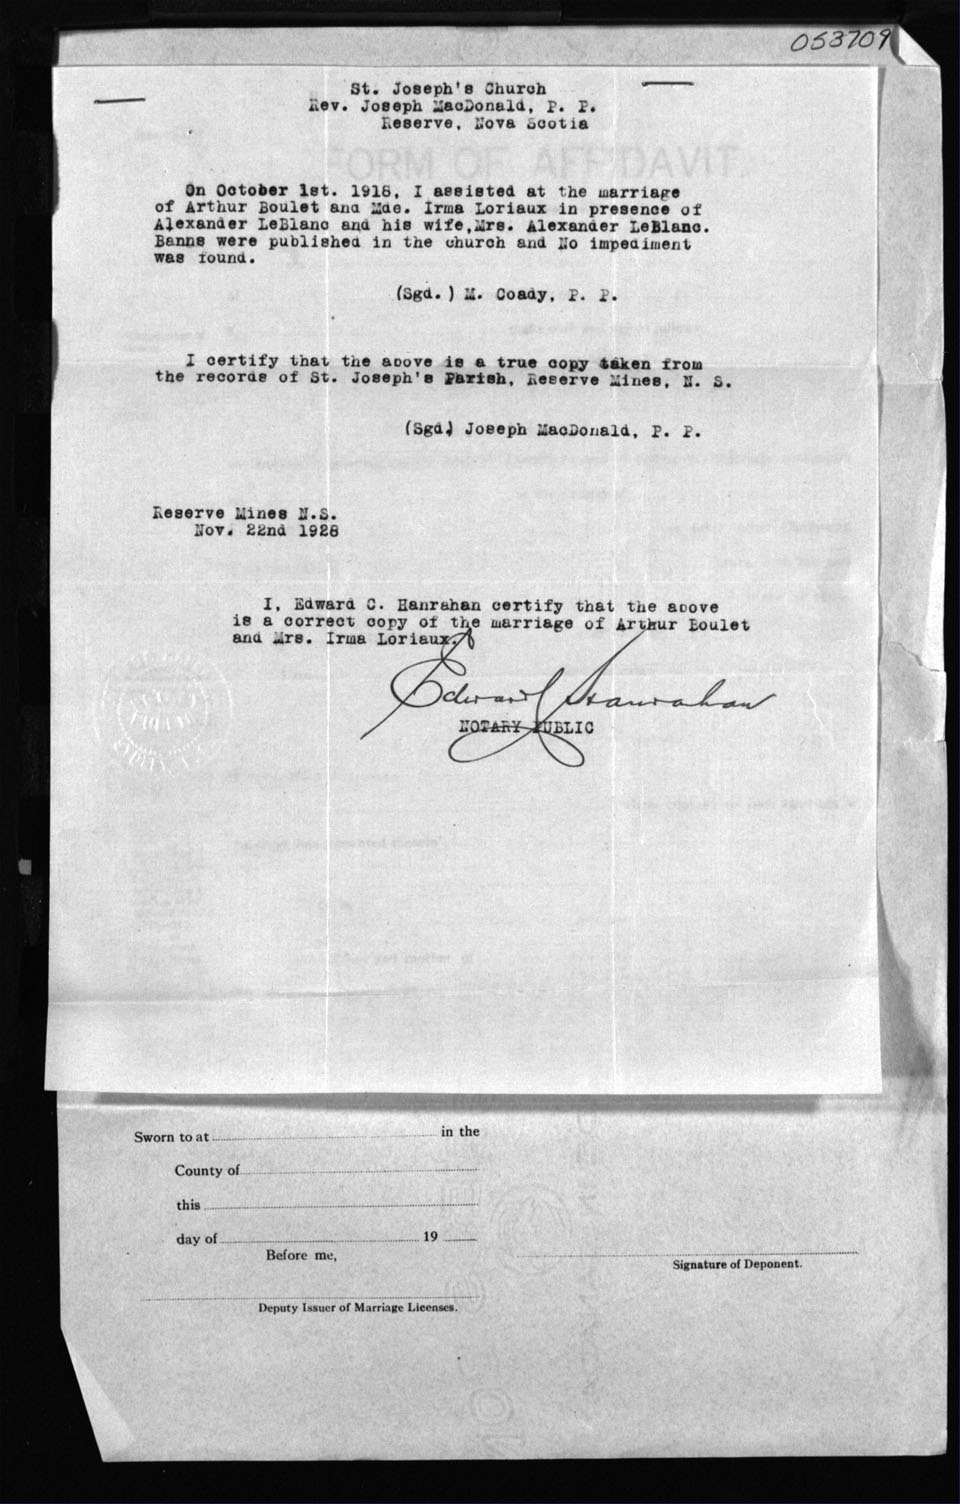 053709
St. Joseph's Church
Rev. Joseph MacDonald, P. P.
Reserve, Nova Scotia
FORM OF AFFIDAVIT
On October 1st. 1918, I assisted at the marriage
of Arthur Boulet and Mde. Irma Loriaux in presence of
Alexander LeBlanc and his wife,Mrs. Alexander LeBlanc.
Banns were published in the church and No impediment
was found.
(Sgd.) M. Coady, P. P.
I certify that the above is a true copy taken from
the records of St. Joseph's Parish, Reserve Mines, N. S.
(Sgd) Joseph MacDonald, P. P.
Reserve Mines N.S.
Nov. 22nd 1928
I, Edward C. Hanrahan certify that the above
is a correct copy of the marriage of Arthur Boulet
and Mrs. Irma Loriaux.
Edward Hanrahan
NOTARY PUBLIC
Sworn to at in the
County of
this
day of 19
Before me,
Signature of Deponent.
Deputy Issuer of Marriage Licenses.